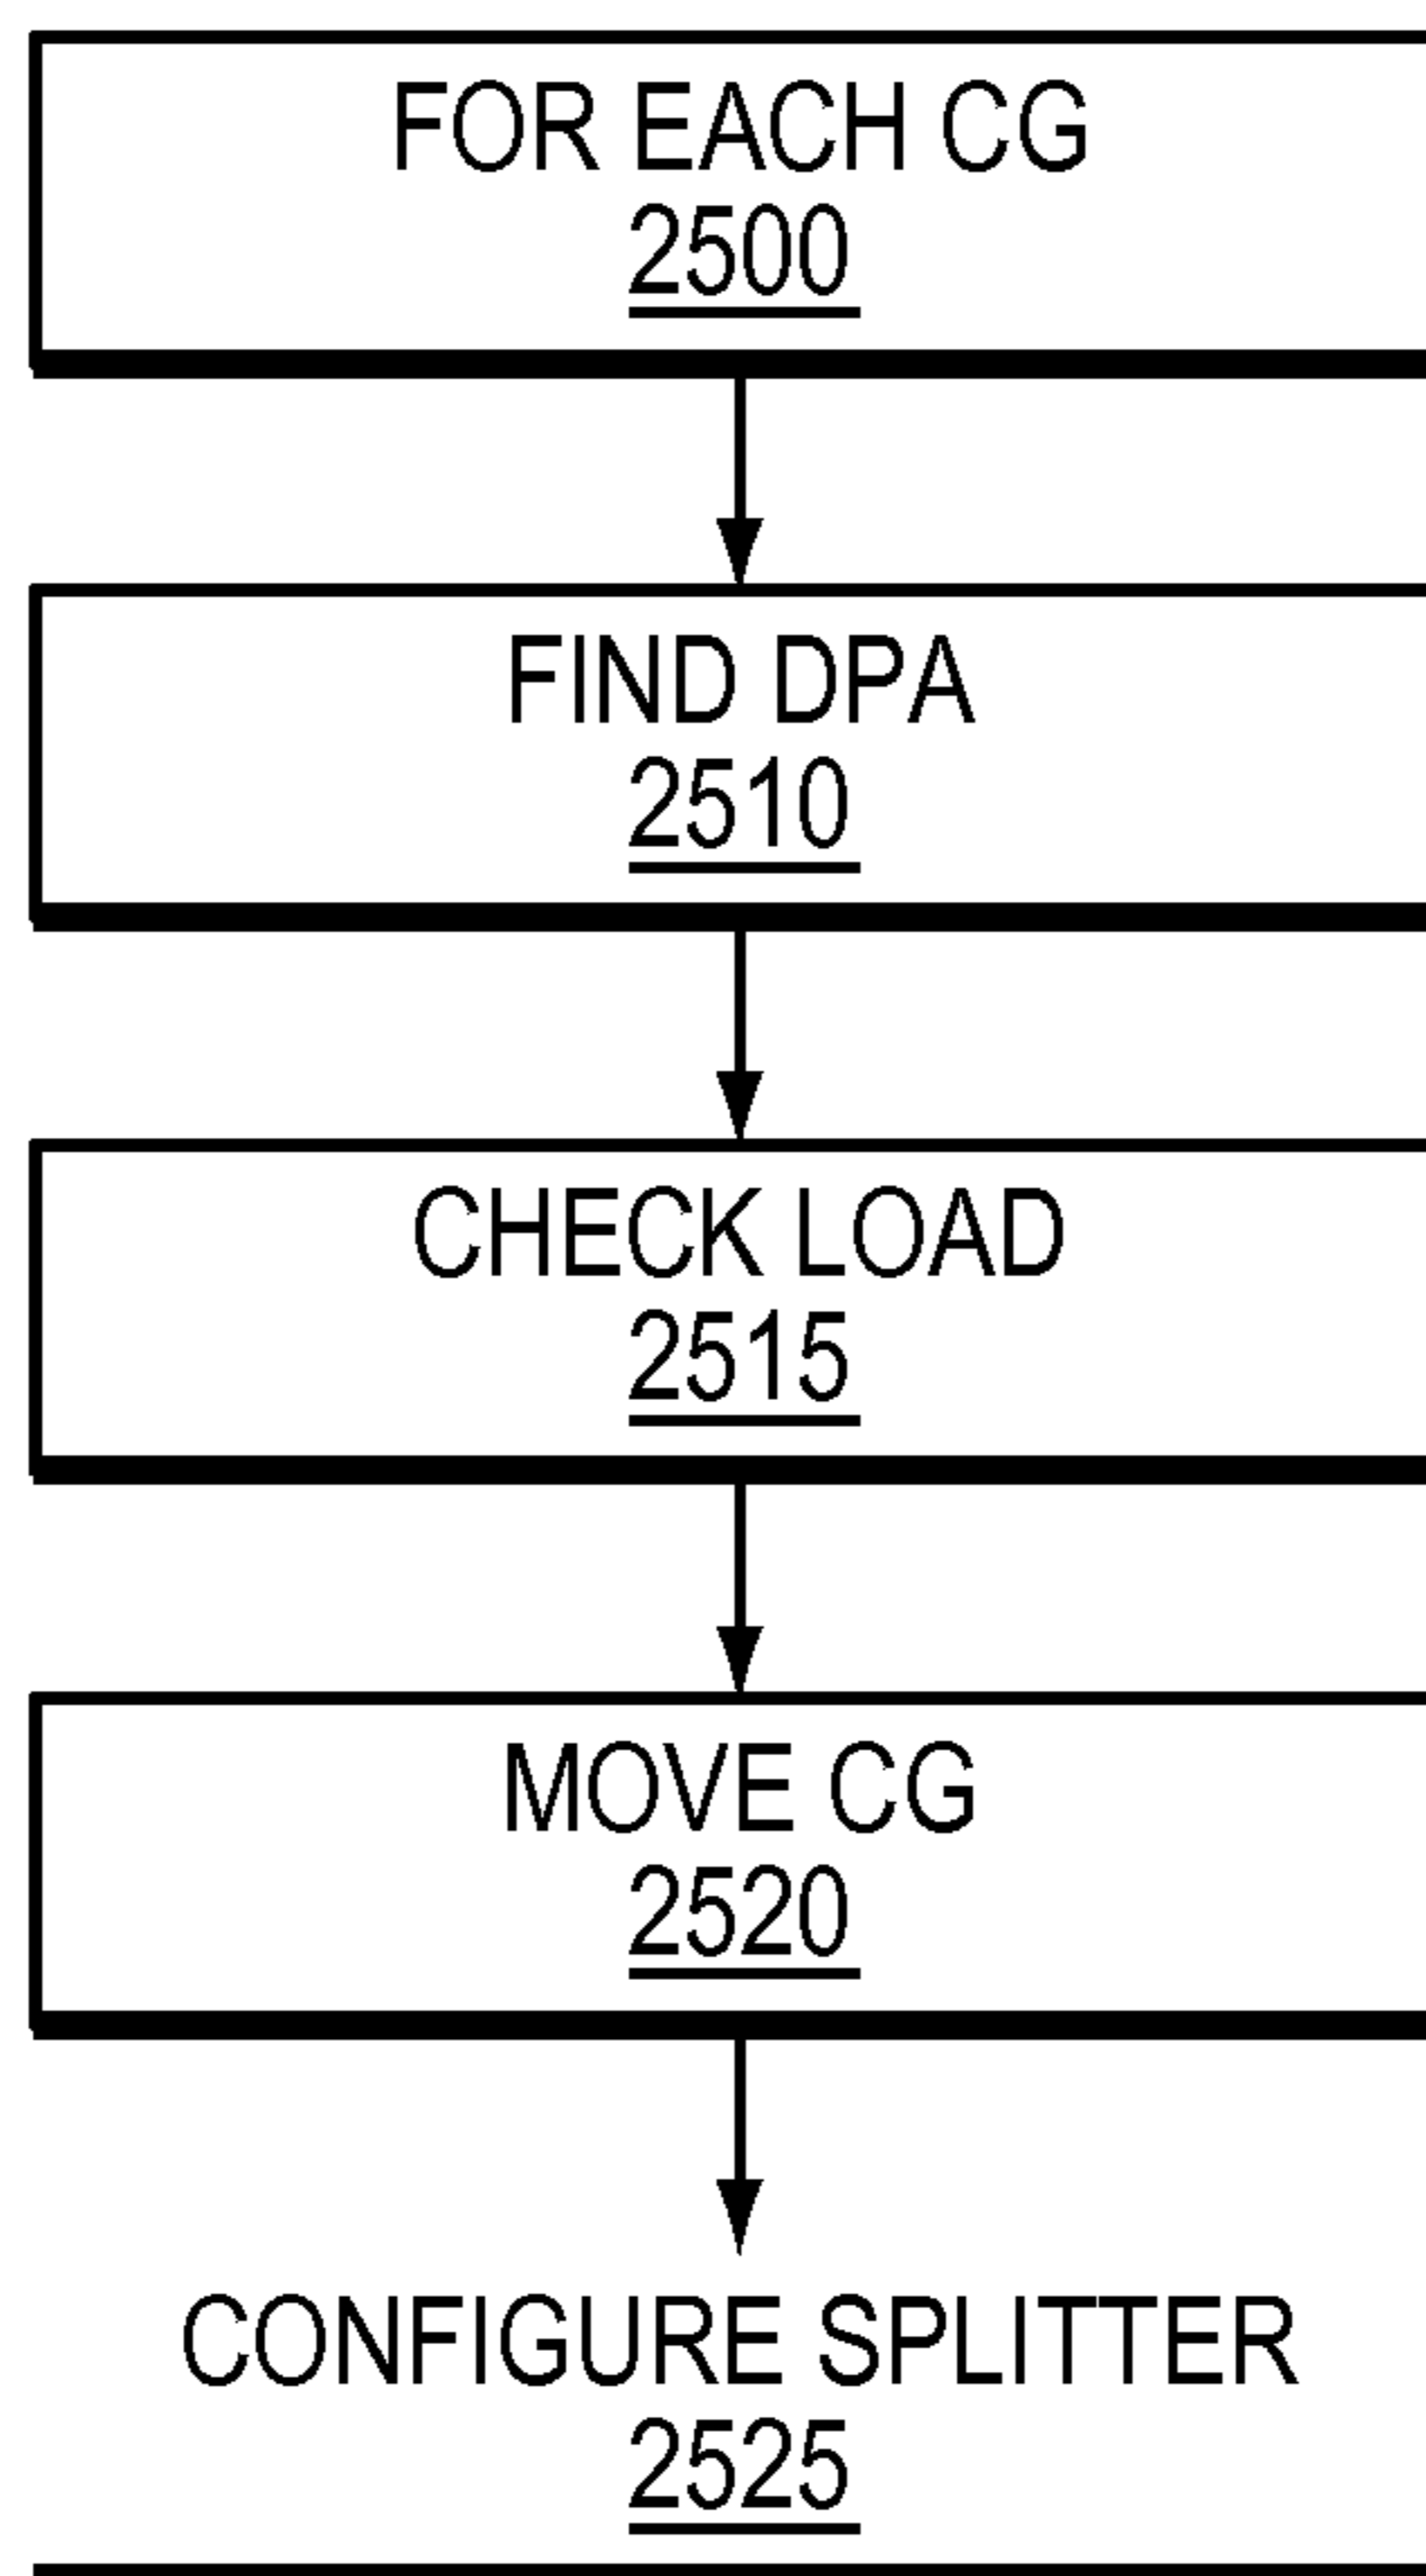 FOR EACH CG
2500
FIND DPA
2510
CHECK LOAD
2515
MOVE CG
2520
CONFIGURE SPLITTER
2525